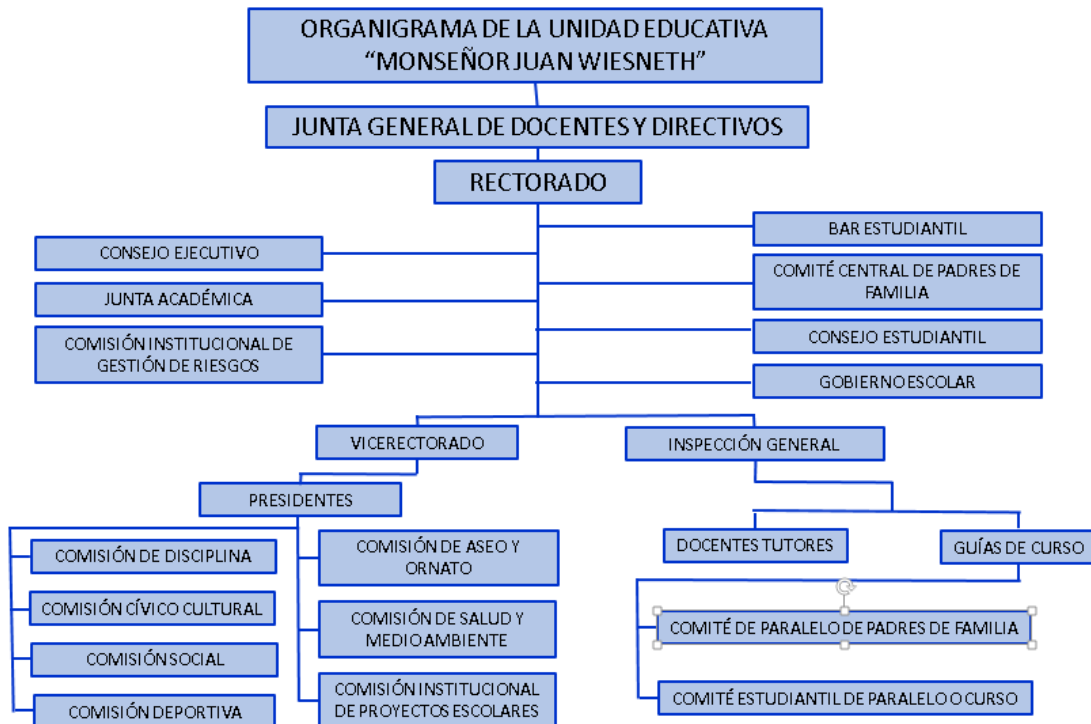 ORGANIGRAMA DE LA UNIDAD EDUCATIVA
“MONSEÑOR JUAN WIESNETH”
JUNTA GENERAL DE DOCENTES Y DIRECTIVOS
RECTORADO
CONSEJO EJECUTIVO
JUNTA ACADÉMICA
COMISIÓN INSTITUCIONAL DE
GESTIÓN DE RIESGOS
BAR ESTUDIANTIL
COMITÉ CENTRAL DE PADRES DE
FAMILIA
CONSEJO ESTUDIANTIL
GOBIERNO ESCOLAR
VICERECTORADO
INSPECCIÓN GENERAL
PRESIDENTES
COMISIÓN DE DISCIPLINA
COMISIÓN CÍVICO CULTURAL
COMISIÓN SOCIAL
COMISIÓN DEPORTIVA
COMISIÓN DE ASEO Y
ORNATO
COMISIÓN DE SALUD Y
MEDIO AMBIENTE
COMISIÓN INSTITUCIONAL
DE PROYECTOS ESCOLARES
DOCENTES TUTORES
GUÍAS DE CURSO
COMITÉ DE PARALELO DE PADRES DE FAMILIA
COMITÉ ESTUDIANTIL DE PARALELO O CURSO